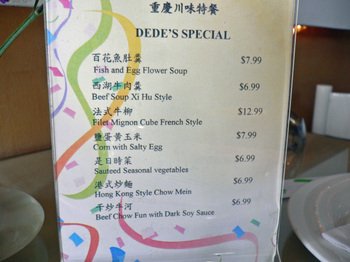 重慶川味特餐
DEDE'S SPECIAL
百花魚肚羹 $7.99
Fish and Egg Flower Soup
西湖牛肉羹 $6.99
Beef Soup Xi Hu Style
法式牛柳 $12.99
Filet Mignon Cube French Style
鹽蛋黃玉米 $7.99
Corn with Salty Egg
是日時菜 $6.99
Sauteed Seasonal vegetables
港式炒麵 $6.99
Hong Kong Style Chow Mein
干炒牛河 $6.99
Beef Chow Fun with Dark Soy Sauce